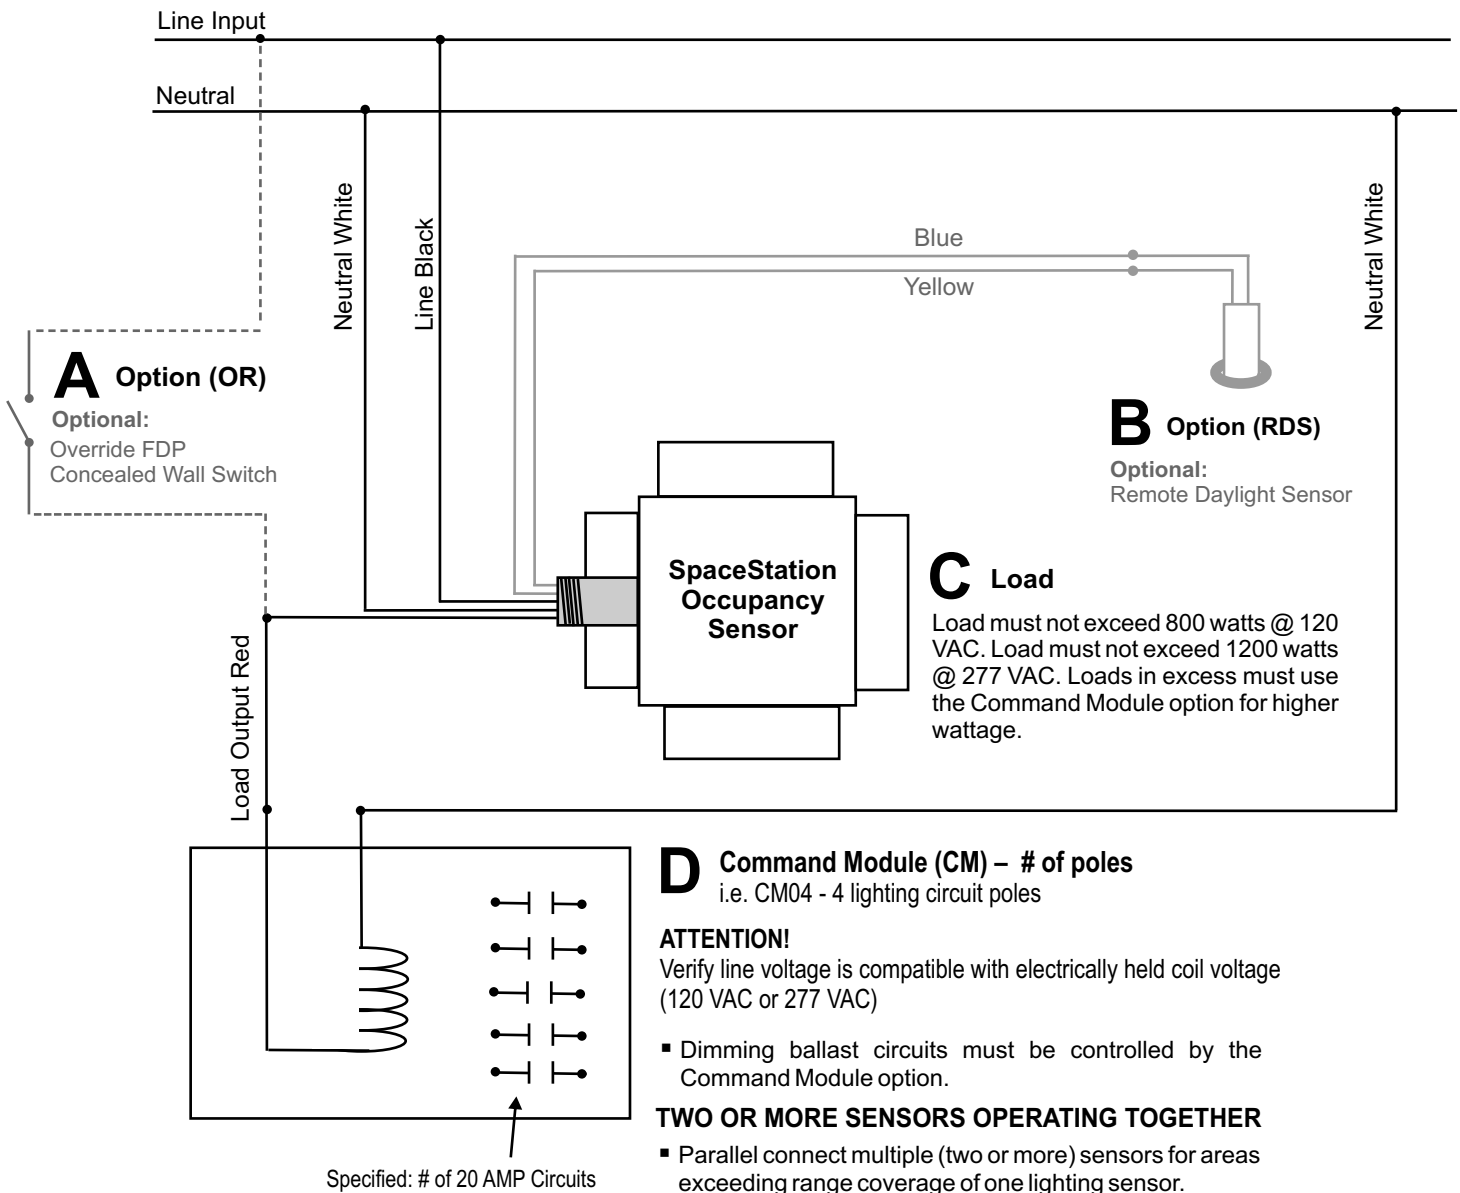 Line Input
Neutral
Neutral White
Line Black
Blue
Yellow
Neutral White
A Option (OR)
Optional:
Override FDP
Concealed Wall Switch
B Option (RDS)
Optional:
Remote Daylight Sensor
SpaceStation
Occupancy
Sensor
C Load
Load must not exceed 800 watts @ 120
VAC. Load must not exceed 1200 watts
@ 277 VAC. Loads in excess must use
the Command Module option for higher
wattage.
Load Output Red
D Command Module (CM) – # of poles
i.e. CM04 - 4 lighting circuit poles
ATTENTION!
Verify line voltage is compatible with electrically held coil voltage
(120 VAC or 277 VAC)
▪ Dimming ballast circuits must be controlled by the
Command Module option.
TWO OR MORE SENSORS OPERATING TOGETHER
▪ Parallel connect multiple (two or more) sensors for areas
exceeding range coverage of one lighting sensor.
Specified: # of 20 AMP Circuits